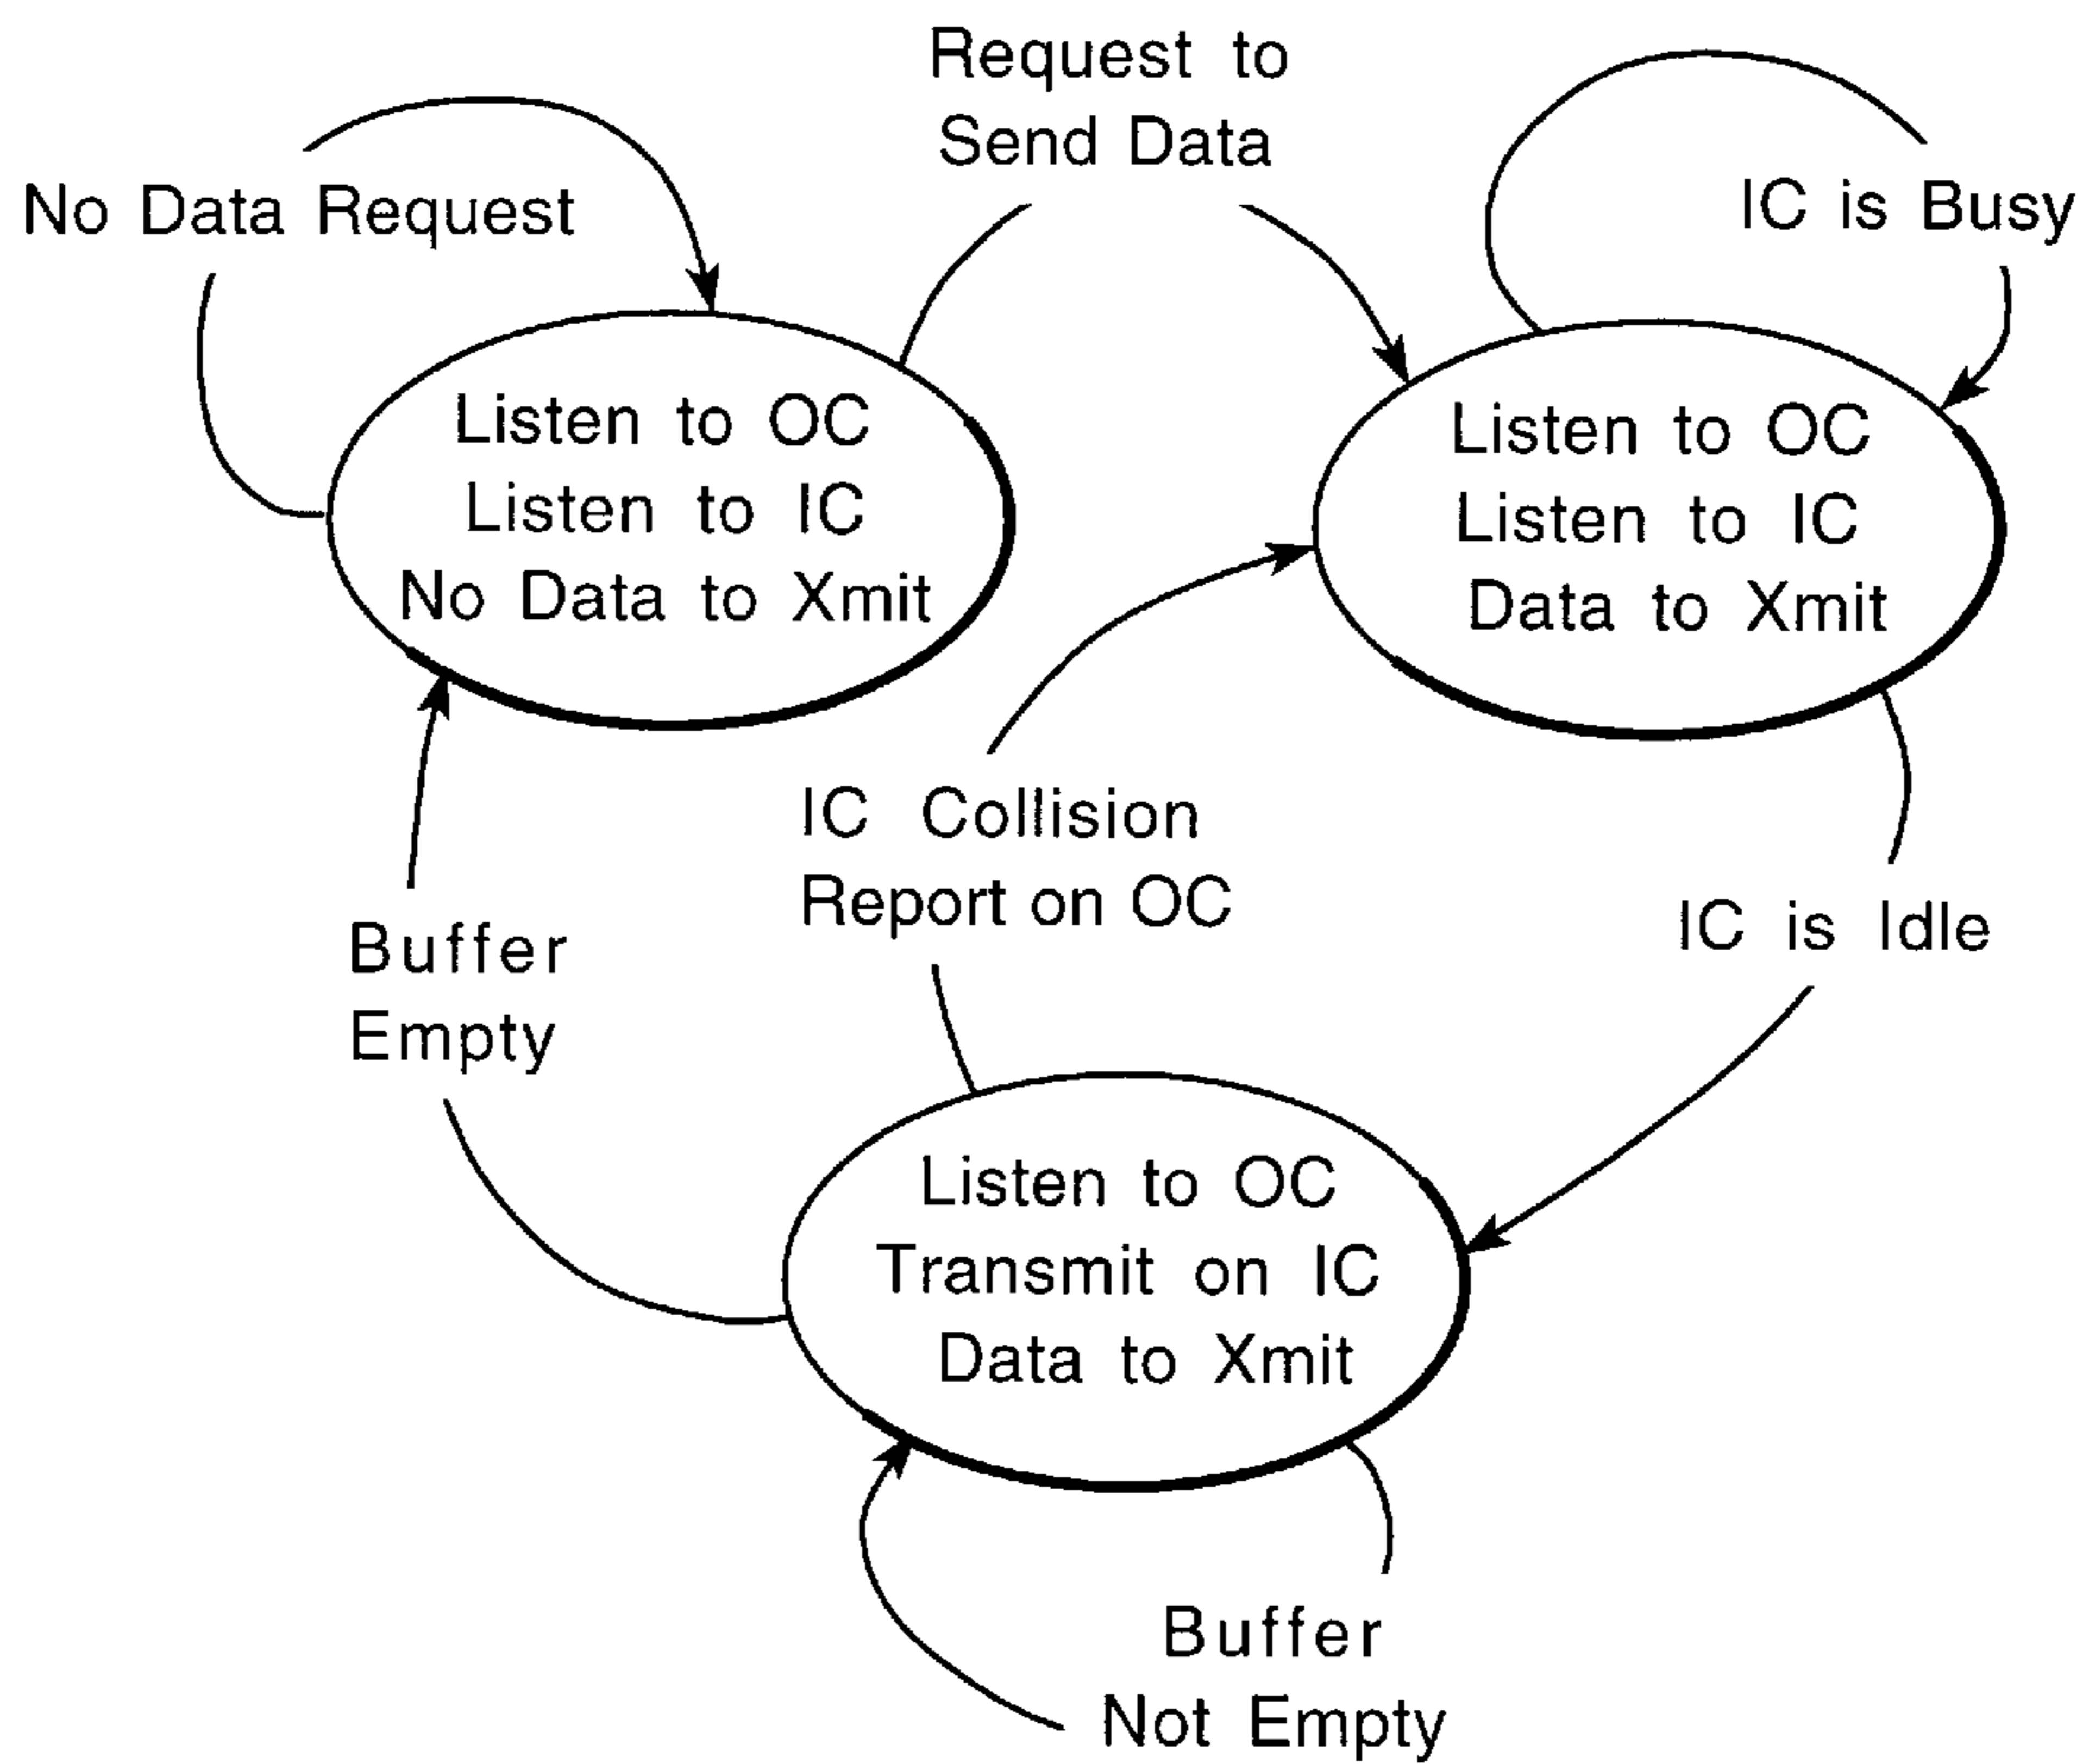 Request to
Send Data
No Data Request
IC is Busy
Listen to OC
Listen to IC
No Data to Xmit
Listen to OC
Listen to IC
Data to Xmit
IC Collision
Report on OC
IC is Idle
Buffer
Empty
Listen to OC
Transmit on IC
Data to Xmit
Buffer
Not Empty